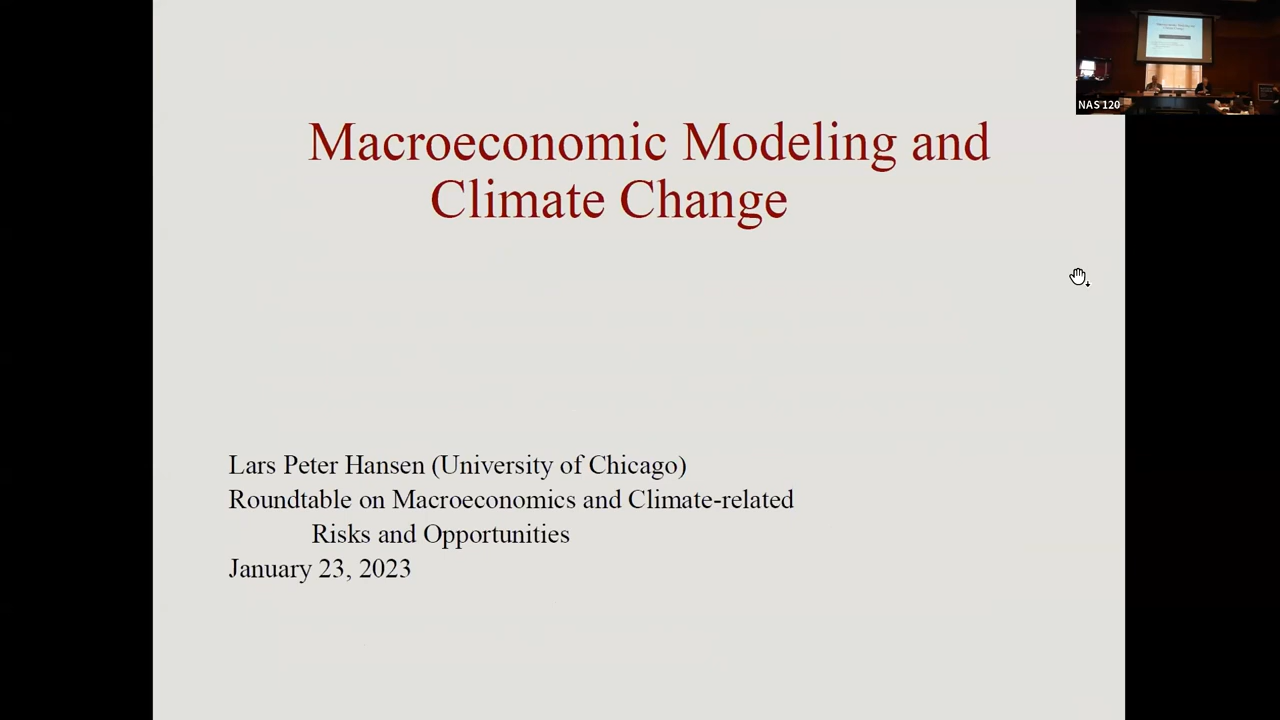 NAS 120
Macroeconomic Modeling and
Climate Change
Lars Peter Hansen (University of Chicago)
Roundtable on Macroeconomics and Climate-related
Risks and Opportunities
January 23, 2023